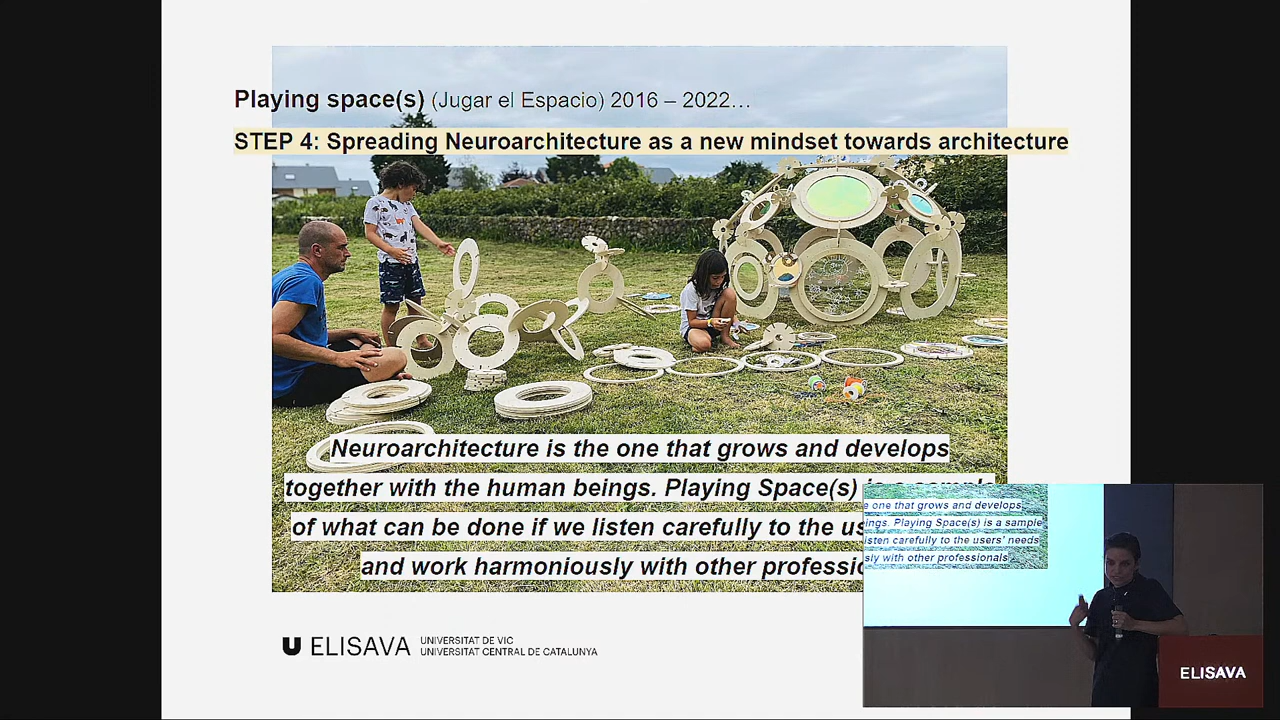 Playing space(s) (Jugar el Espacio) 2016 – 2022…
STEP 4: Spreading Neuroarchitecture as a new mindset towards architecture
Neuroarchitecture is the one that grows and develops
together with the human beings. Playing Space(s)
of what can be done if we listen carefully to the
and work harmoniously with other
e one that grows and develops
ings. Playing Space(s) is a sample
isten carefully to the users' needs
sly with other professionals
U ELISAVA
UNIVERSITAT DE VIC
UNIVERSITAT CENTRAL DE CATALUNYA
ELISAVA